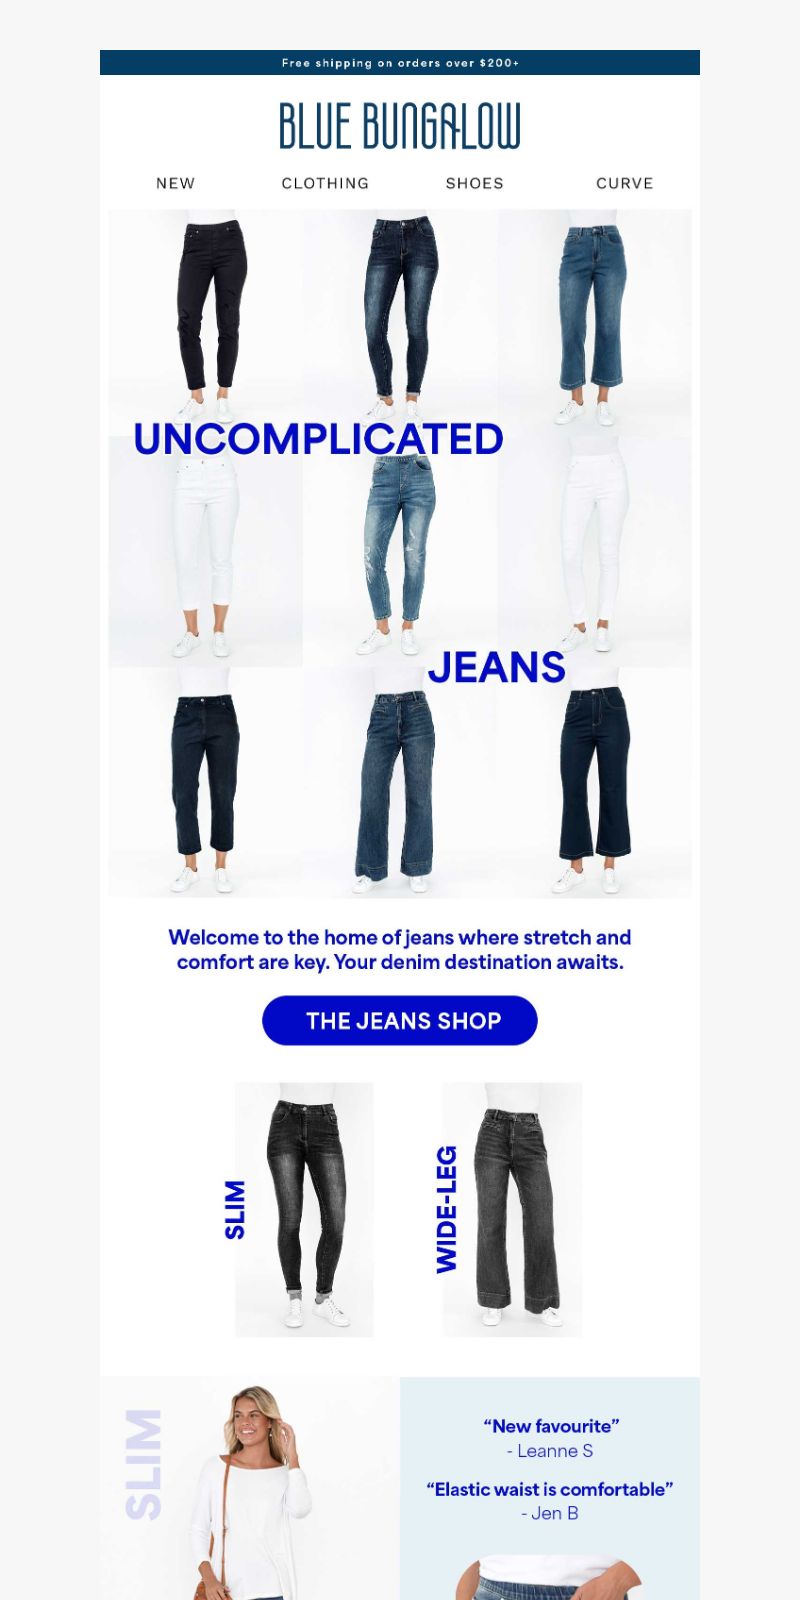 Free shipping on orders over $200+
BLUE BUNGALOW
NEW CLOTHING SHOES CURVE
UNCOMPLICATED
JEANS
Welcome to the home of jeans where stretch and
comfort are key. Your denim destination awaits.
THE JEANS SHOP
SLIM
WIDE-LEG
SLIM
“New favourite”
- Leanne S
“Elastic waist is comfortable”
- Jen B